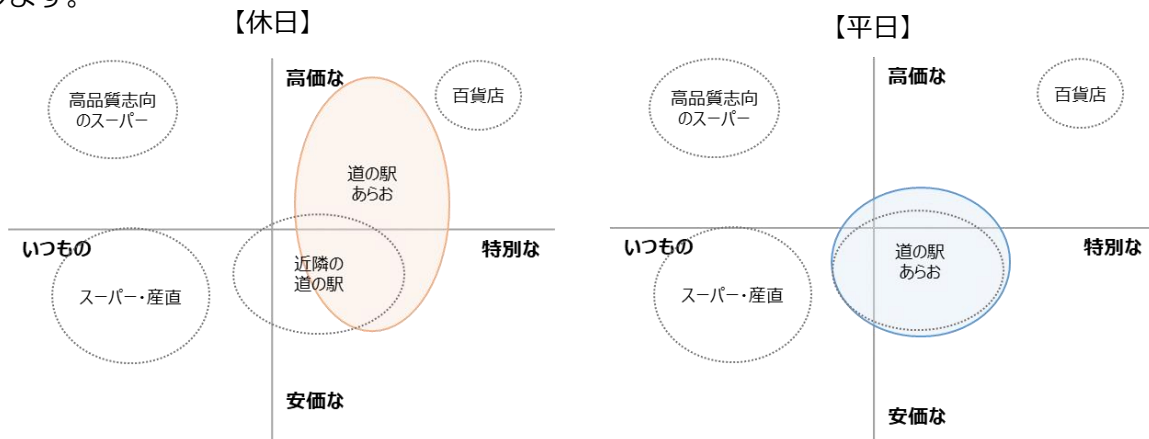 します。
【休日】
高価な
高品質志向
のスーパー
百貨店
道の駅
あらお
いつもの
特別な
近隣の
道の駅
スーパー・産直
安価な
【平日】
高価な
高品質志向
のスーパー
百貨店
いつもの
特別な
道の駅
あらお
スーパー・産直
安価な